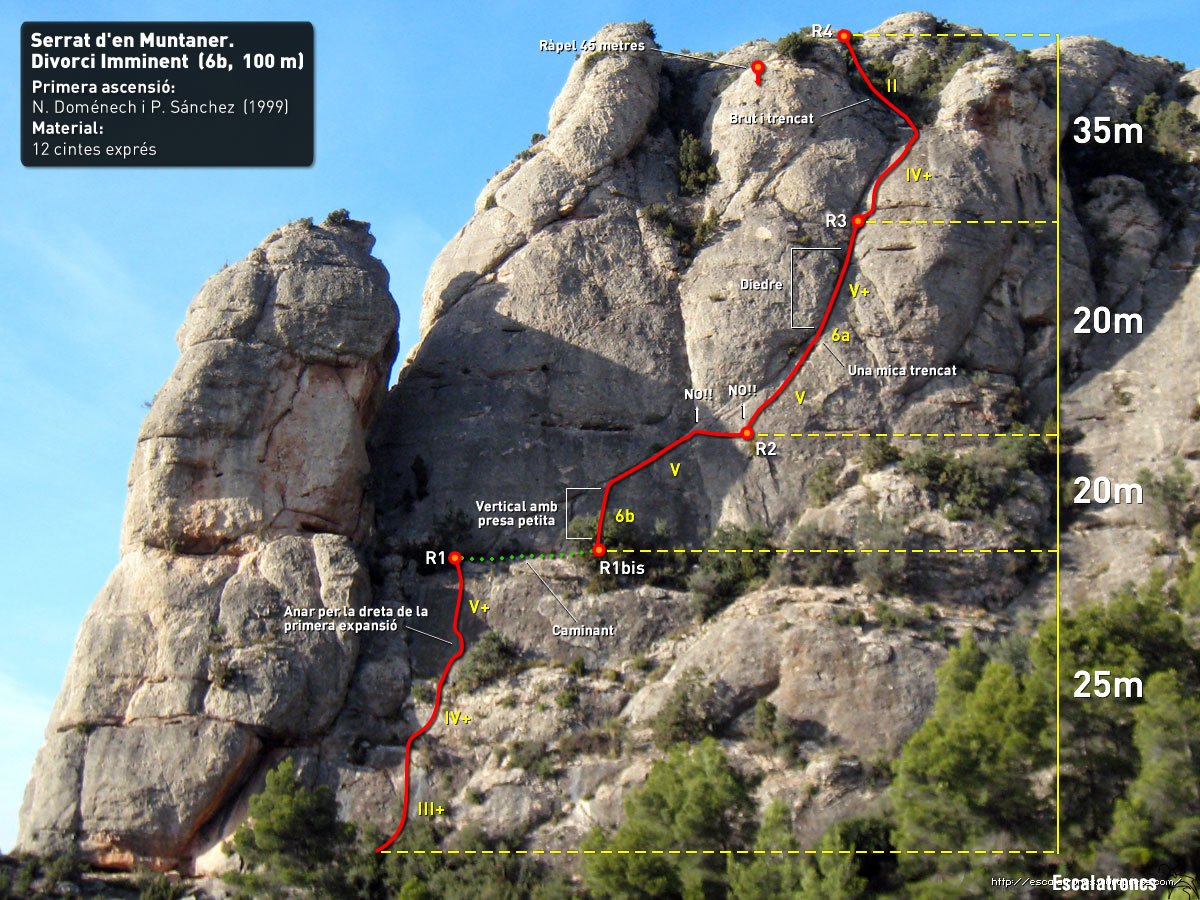 Serrat d'en Muntaner.
Divorci Imminent (6b, 100 m)
Primera ascensió:
N. Doménech i P. Sánchez (1999)
Material:
12 cintes exprés
Ràpel 45 metres
R4
II
Brut i trencat
35m
IV+
R3
Diedre
V+
20m
6a
Una mica trencat
NO!!
NO!!
V
R2
V
20m
Vertical amb
presa petita
6b
R1
R1bis
V+
Anar per la dreta de la
primera expansió
Caminant
25m
IV+
III+
Escalatroncs